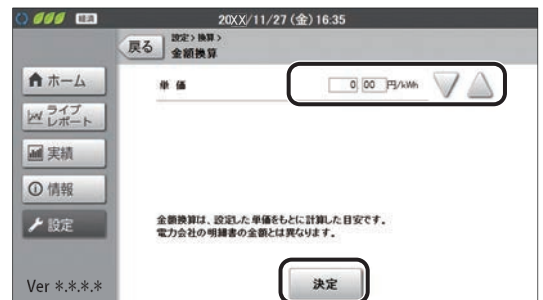 経済
20XX/11/27 (金) 16:35
戻る
設定> 換算>
金額換算
ホーム
ライブ
レポート
実績
情報
設定
Ver *.*.*.*
単 価
0. 00 円/kWh
金額換算は、設定した単価をもとに計算した目安です。
電力会社の明細書の金額とは異なります。
決定